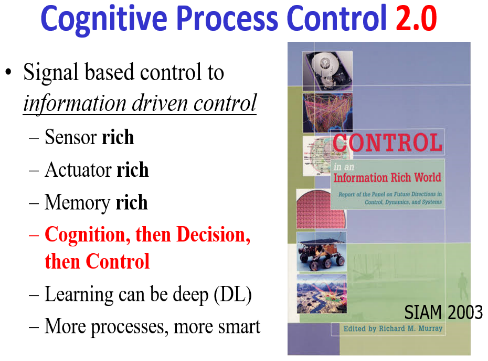 Cognitive Process Control 2.0
• Signal based control to
information driven control
– Sensor rich
– Actuator rich
– Memory rich
– Cognition, then Decision,
then Control
– Learning can be deep (DL)
– More processes, more smart
CONTROL
in an
Information Rich World
Report of the Panel on Future Directions in
Control, Dynamics, and Systems
SIAM 2003
Edited by Richard M. Murray